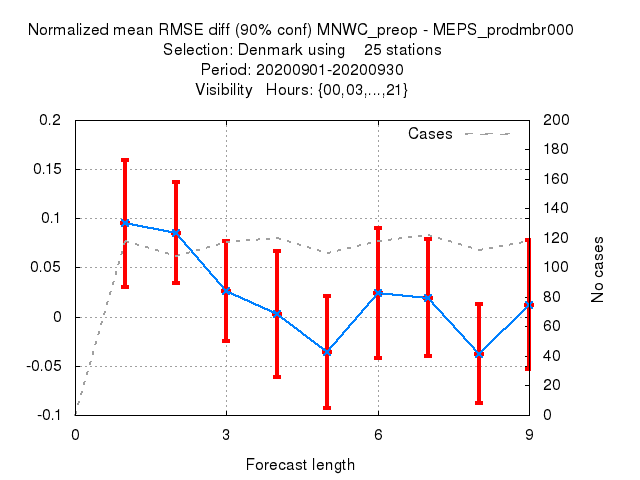 Normalized mean RMSE diff (90% conf) MNWC_preop - MEPS_prodmbr000
Selection: Denmark using 25 stations
Period: 20200901-20200930
Visibility Hours: {00,03,...,21}
Cases
0.2
0.15
0.1
0.05
0
-0.05
-0.1
200
180
160
140
120
100
80
60
40
20
0
No cases
0 3 6 9
Forecast length